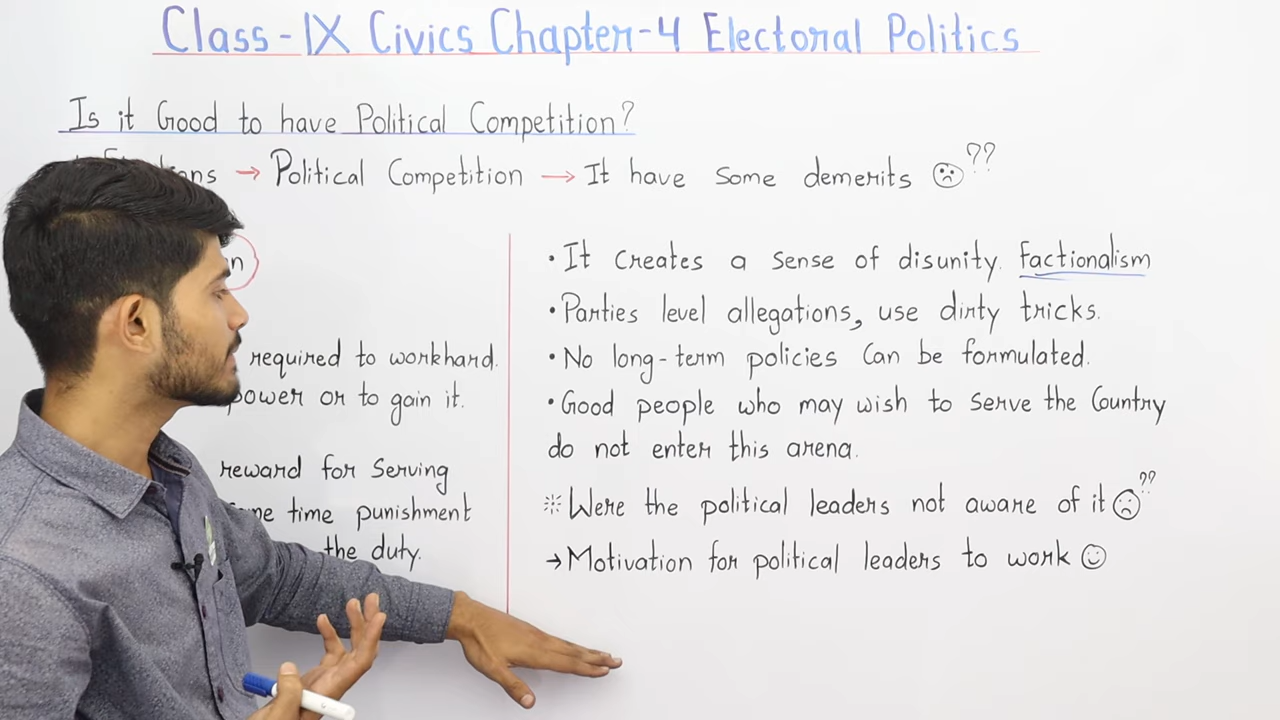 Class-IX Civics Chapter-4 Electoral Politics
Is it Good to have Political Competition?
→ Political Competition → It have some demerits ??
required to workhard.
power or to gain it.
reward for serving
time punishment
the duty.
• It creates a sense of disunity. Factionalism
• Parties level allegations, use dirty tricks.
• No long-term policies can be formulated.
• Good people who may wish to serve the Country
do not enter this arena.
Were the political leaders not aware of it ??
→ Motivation for political leaders to work